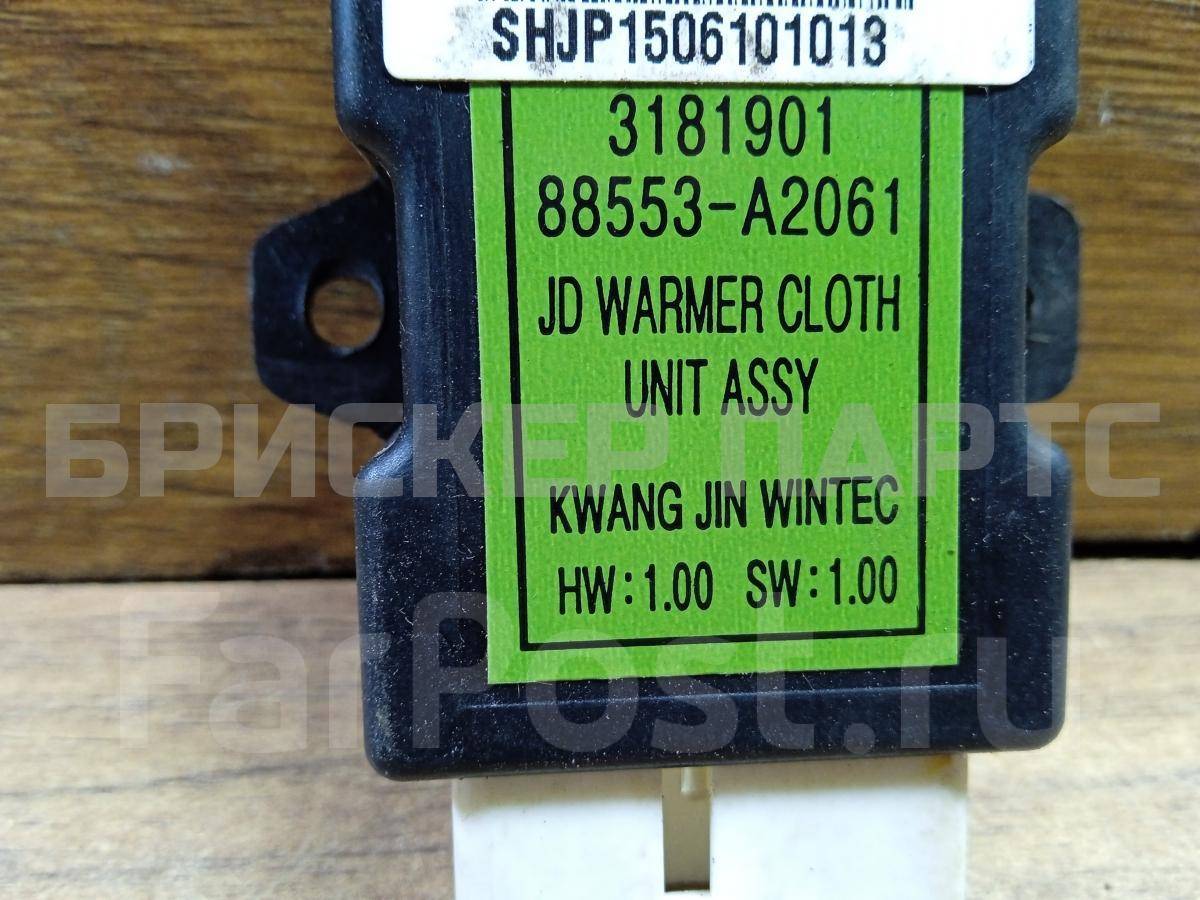 SHJP1506101013
3181901
88553-A2061
JD WARMER CLOTH
UNIT ASSY
БРИСКЕР ПАРТС
KWANG JIN WINTEC
HW:1.00 SW:1.00
FarPost.ru